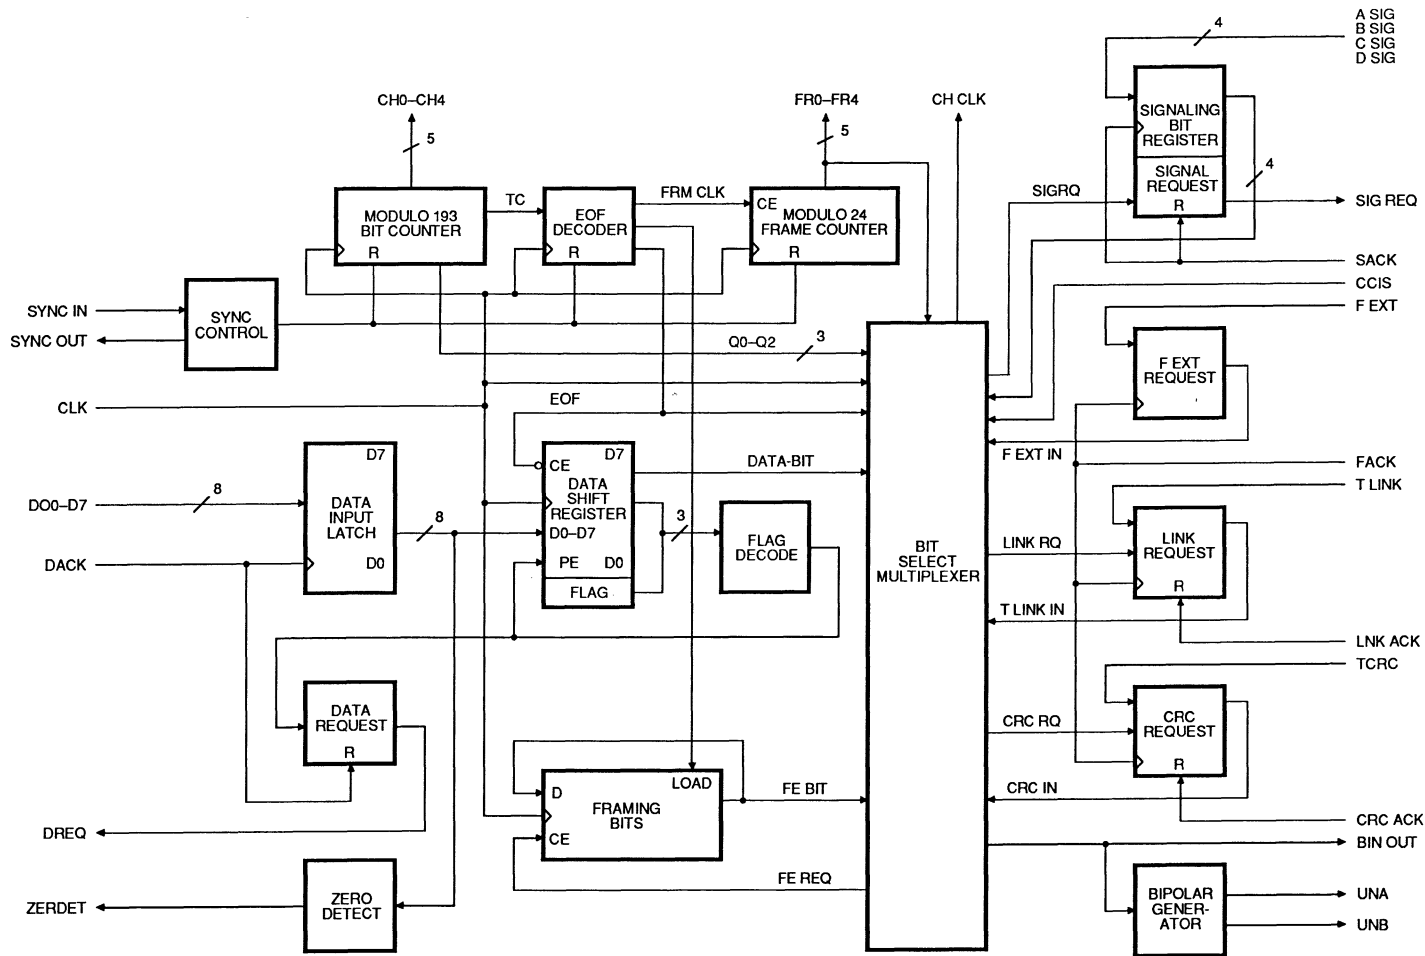 A SIG
B SIG
C SIG
D SIG
4
CH0–CH4
FR0–FR4
CH CLK
5
5
SIGNALING
BIT
REGISTER
SIGNAL
REQUEST
R
4
SIGRQ
SIG REQ
TC
FRM CLK
MODULO 193
BIT COUNTER
R
EOF
DECODER
R
CE
MODULO 24
FRAME COUNTER
R
SACK
CCIS
F EXT
SYNC IN
SYNC OUT
SYNC
CONTROL
Q0–Q2
3
F EXT
REQUEST
CLK
EOF
F EXT IN
FACK
T LINK
D7
DATA
INPUT
LATCH
D0
DO0–D7
8
8
DACK
CE
D7
DATA
SHIFT
REGISTER
D0–D7
PE
D0
FLAG
DATA-BIT
3
FLAG
DECODE
BIT
SELECT
MULTIPLEXER
LINK RQ
LINK
REQUEST
R
T LINK IN
LNK ACK
TCRC
DATA
REQUEST
R
CRC RQ
CRC
REQUEST
R
CRC IN
CRC ACK
LOAD
D
FRAMING
BITS
CE
FE BIT
FE REQ
DREQ
BIN OUT
ZERDET
ZERO
DETECT
BIPOLAR
GENER-
ATOR
UNA
UNB